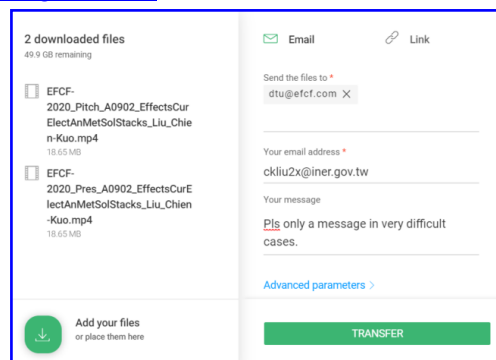 2 downloaded files
49.9 GB remaining
EFCF-
2020_Pitch_A0902_EffectsCur
ElectAnMetSolStacks_Liu_Chie
n-Kuo.mp4
18.65 MB
EFCF-
2020_Pres_A0902_EffectsCurE
lectAnMetSolStacks_Liu_Chien
-Kuo.mp4
18.65 MB
Add your files
or place them here
Email
Link
Send the files to *
dtu@efcf.com X
Your email address *
ckliu2x@iner.gov.tw
Your message
Pls only a message in very difficult
cases.
Advanced parameters >
TRANSFER